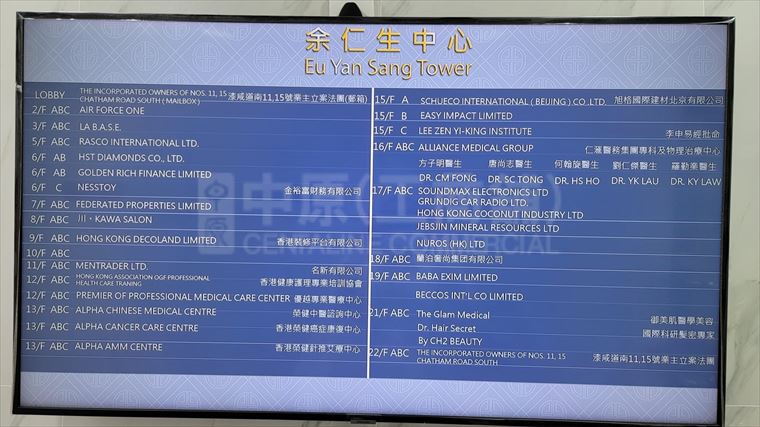 余仁生中心
Eu Yan Sang Tower
LOBBY THE INCORPORATED OWNERS OF NOS. 11, 15 漆咸道南11,15號業主立案法團(郵箱)
CHATHAM ROAD SOUTH ( MAILBOX )
2/F ABC AIR FORCE ONE
3/F ABC LA B.A.S.E.
5/F ABC RASCO INTERNATIONAL LTD.
6/F AB HST DIAMONDS CO., LTD.
6/F AB GOLDEN RICH FINANCE LIMITED
6/F C NESSTOY 金裕富財務有限公司
7/F ABC FEDERATED PROPERTIES LIMITED
8/F ABC 川・KAWA SALON
9/F ABC HONG KONG DECOLAND LIMITED 香港裝修平台有限公司
10/F ABC
11/F ABC MENTRADER LTD. 名新有限公司
12/F ABC HONG KONG ASSOCIATION OGF PROFESSIONAL 香港健康護理專業培訓協會
HEALTH CARE TRANING
12/F ABC PREMIER OF PROFESSIONAL MEDICAL CARE CENTER 優越專業醫療中心
13/F ABC ALPHA CHINESE MEDICAL CENTRE 榮健中醫諮詢中心
13/F ABC ALPHA CANCER CARE CENTRE 香港榮健癌症康復中心
13/F ABC ALPHA AMM CENTRE 香港榮健針推艾療中心
15/F A SCHUECO INTERNATIONAL ( BEIJING ) CO .,LTD. 旭格國際建材北京有限公司
15/F B EASY IMPACT LIMITED
15/F C LEE ZEN YI-KING INSTITUTE 李申易經批命
16/F ABC ALLIANCE MEDICAL GROUP 仁滙醫務集團專科及物理治療中心
方子明醫生 唐尚志醫生 何翰旋醫生 劉仁傑醫生 羅勤業醫生
DR. CM FONG DR. SC TONG DR. HS HO DR. YK LAU DR. KY LAW
17/F ABC SOUNDMAX ELECTRONICS LTD
GRUNDIG CAR RADIO LTD.
HONG KONG COCONUT INDUSTRY LTD
JEBSJIN MINERAL RESOURCES LTD
NUROS (HK) LTD
18/F ABC 蘭泊奢尚集團有限公司
19/F ABC BABA EXIM LIMITED
BECCOS INT'L CO LIMITED
21/F ABC The Glam Medical 御美肌醫學美容
Dr. Hair Secret 國際科研髮密專家
By CH2 BEAUTY
22/F ABC THE INCORPORATED OWNERS OF NOS. 11, 15 漆咸道南11,15號業主立案法團
CHATHAM ROAD SOUTH
CENTALINE COMMERCIAL